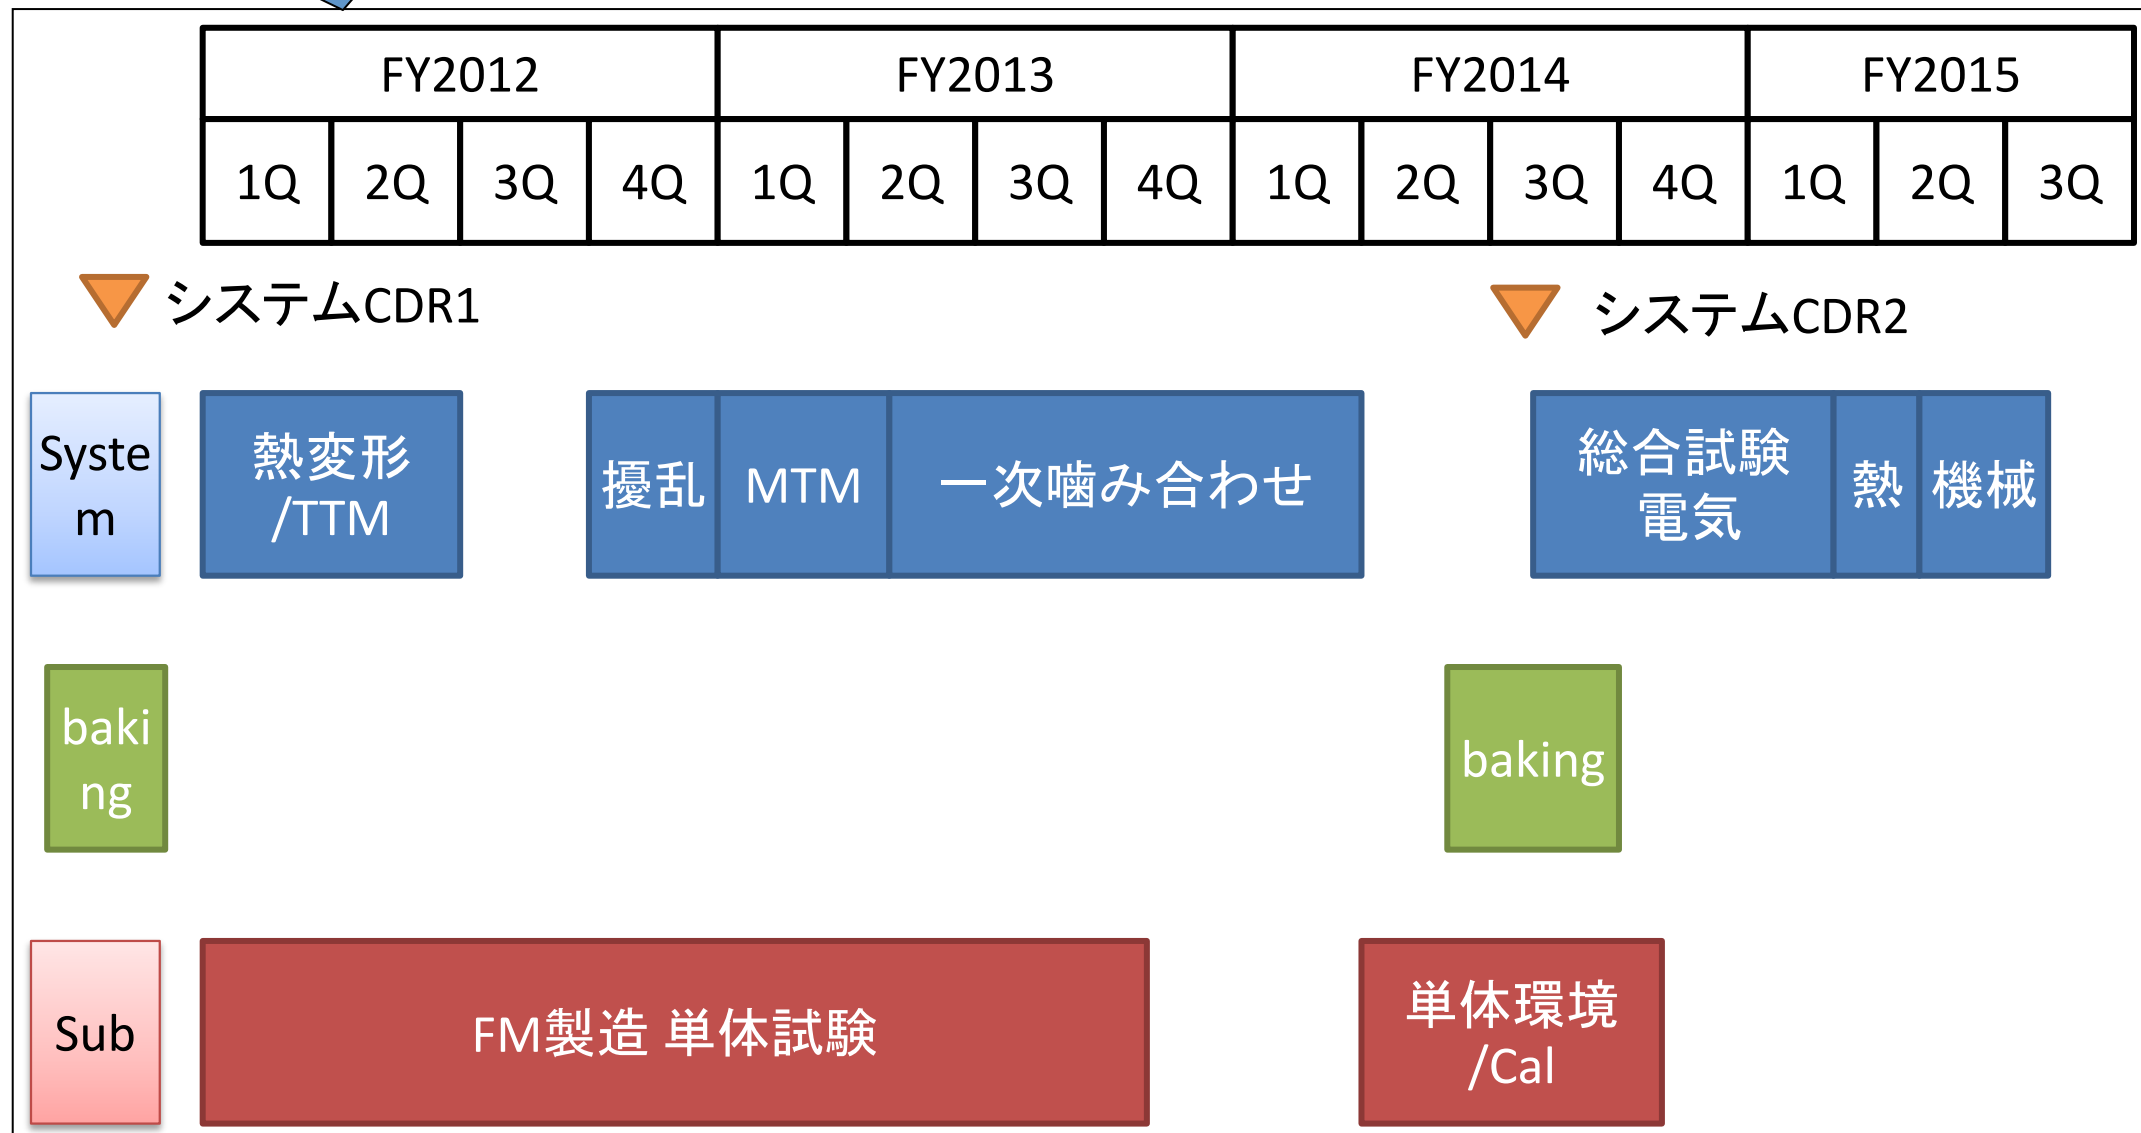 FY2012 FY2013 FY2014 FY2015
1Q 2Q 3Q 4Q 1Q 2Q 3Q 4Q 1Q 2Q 3Q 4Q 1Q 2Q 3Q
システムCDR1
システムCDR2
Syste
m
熱変形
/TTM
擾乱
MTM
一次噛み合わせ
総合試験
電気
熱
機械
baki
ng
baking
Sub
FM製造 単体試験
単体環境
/Cal